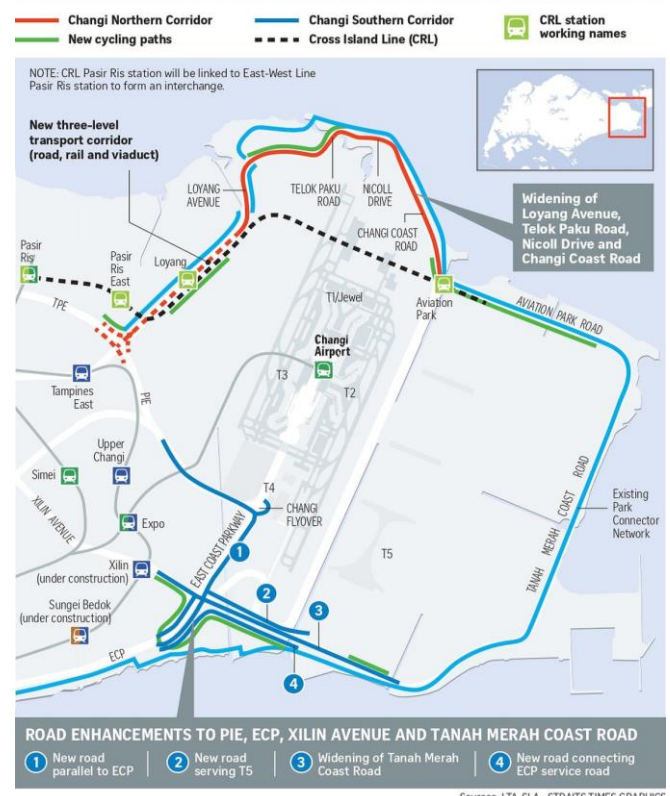 Changi Northern Corridor
New cycling paths
Changi Southern Corridor
Cross Island Line (CRL)
CRL station
working names
NOTE: CRL Pasir Ris station will be linked to East-West Line
Pasir Ris station to form an interchange.
New three-level
transport corridor
(road, rail and viaduct)
LOYANG
AVENUE
TELOK PAKU
ROAD
NICOLL
DRIVE
CHANGI COAST
ROAD
Widening of
Loyang Avenue,
Telok Paku Road,
Nicoll Drive and
Changi Coast Road
Pasir
Ris
Pasir
Ris
East
Loyang
Aviation
Park
AVIATION PARK ROAD
TPE
T1/Jewel
Changi
Airport
T3
T2
Tampines
East
PIE
Upper
Changi
Simei
T4
CHANGI
FLYOVER
Expo
XILIN AVENUE
EAST COAST PARKWAY
1
T5
TANAH MERAH COAST ROAD
Existing
Park
Connector
Network
Xilin
(under construction)
2
3
Sungei Bedok
(under construction)
ECP
4
ROAD ENHANCEMENTS TO PIE, ECP, XILIN AVENUE AND TANAH MERAH COAST ROAD
1 New road
parallel to ECP
2 New road
serving T5
3 Widening of Tanah Merah
Coast Road
4 New road connecting
ECP service road